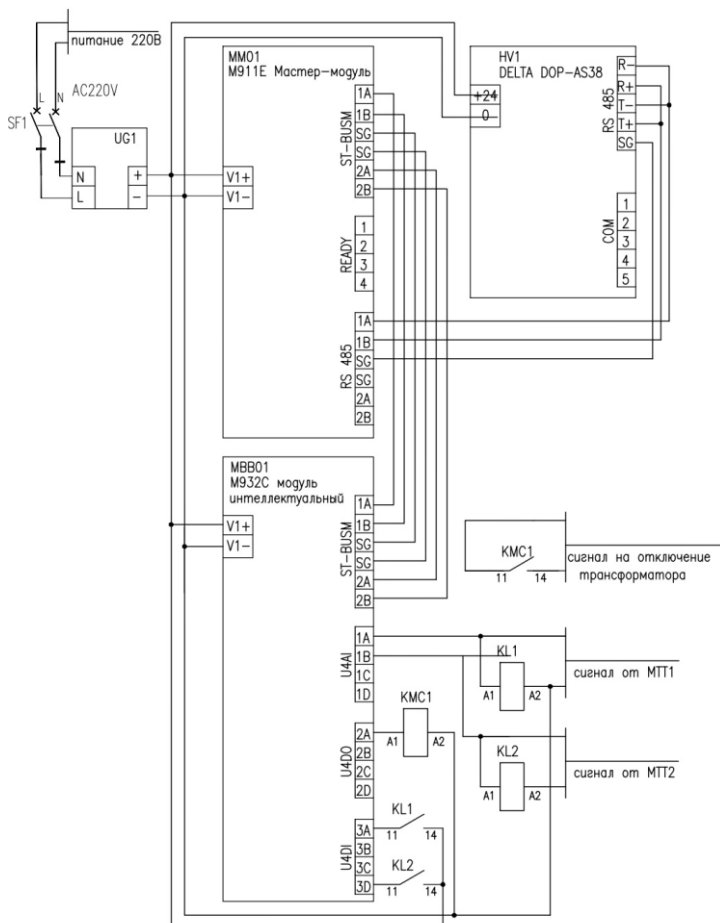 питание 220В
L
N
AC220V
SF1
UG1
N
L
+
−
MM01
M911E Мастер-модуль
V1+
V1−
ST-BUSM
1A
1B
SG
SG
2A
2B
READY
1
2
3
4
RS 485
1A
1B
SG
SG
2A
2B
HV1
DELTA DOP-AS38
+24
0
RS 485
R−
R+
T−
T+
SG
COM
1
2
3
4
5
MBB01
M932C модуль
интеллектуальный
V1+
V1−
ST-BUSM
1A
1B
SG
SG
2A
2B
U4AI
1A
1B
1C
1D
U4DO
2A
2B
2C
2D
U4DI
3A
3B
3C
3D
KMC1
11 14
сигнал на отключение
трансформатора
KL1
A1 A2
сигнал от МТТ1
KMC1
A1 A2
KL2
A1 A2
сигнал от МТТ2
KL1
11 14
KL2
11 14